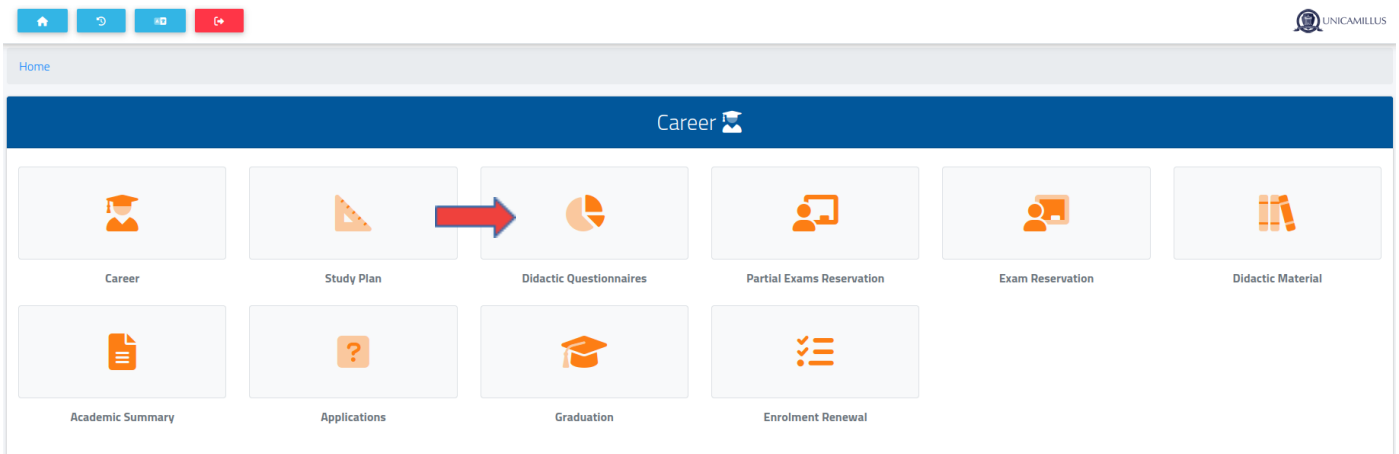 UNICAMILLUS
Home
Career
Career
Study Plan
Didactic Questionnaires
Partial Exams Reservation
Exam Reservation
Didactic Material
?
Academic Summary
Applications
Graduation
Enrolment Renewal